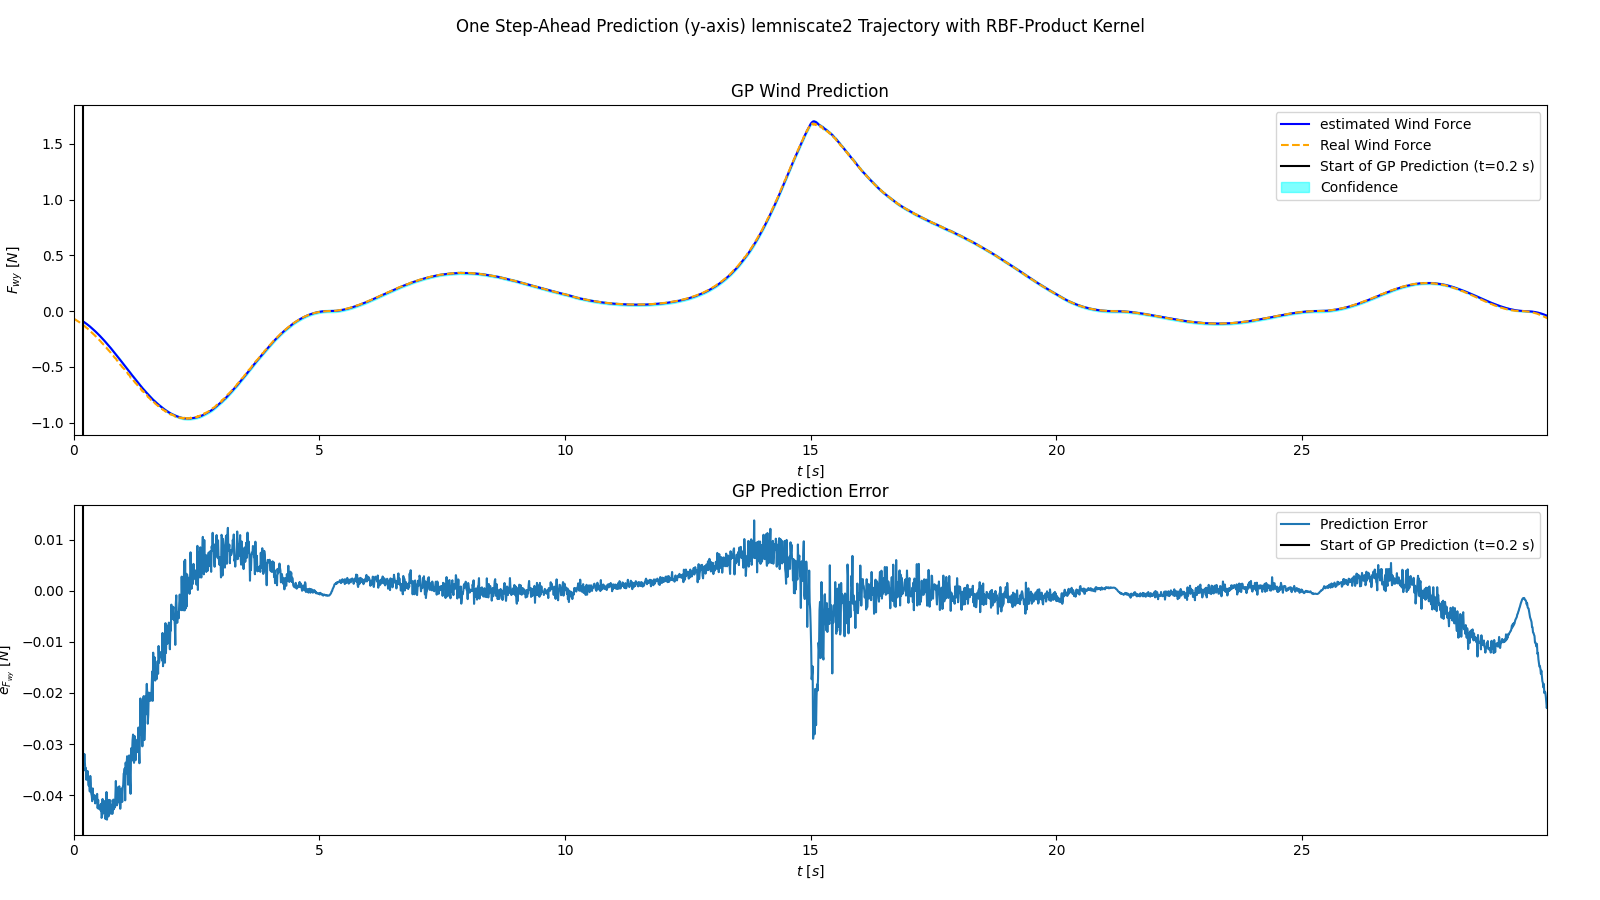 One Step-Ahead Prediction (y-axis) lemniscate2 Trajectory with RBF-Product Kernel
GP Wind Prediction
estimated Wind Force
Real Wind Force
Start of GP Prediction (t=0.2 s)
Confidence
F_wy [N]
1.5
1.0
0.5
0.0
−0.5
−1.0
0 5 10 15 20 25
t [s]
GP Prediction Error
Prediction Error
Start of GP Prediction (t=0.2 s)
e_F_wy [N]
0.01
0.00
−0.01
−0.02
−0.03
−0.04
0 5 10 15 20 25
t [s]